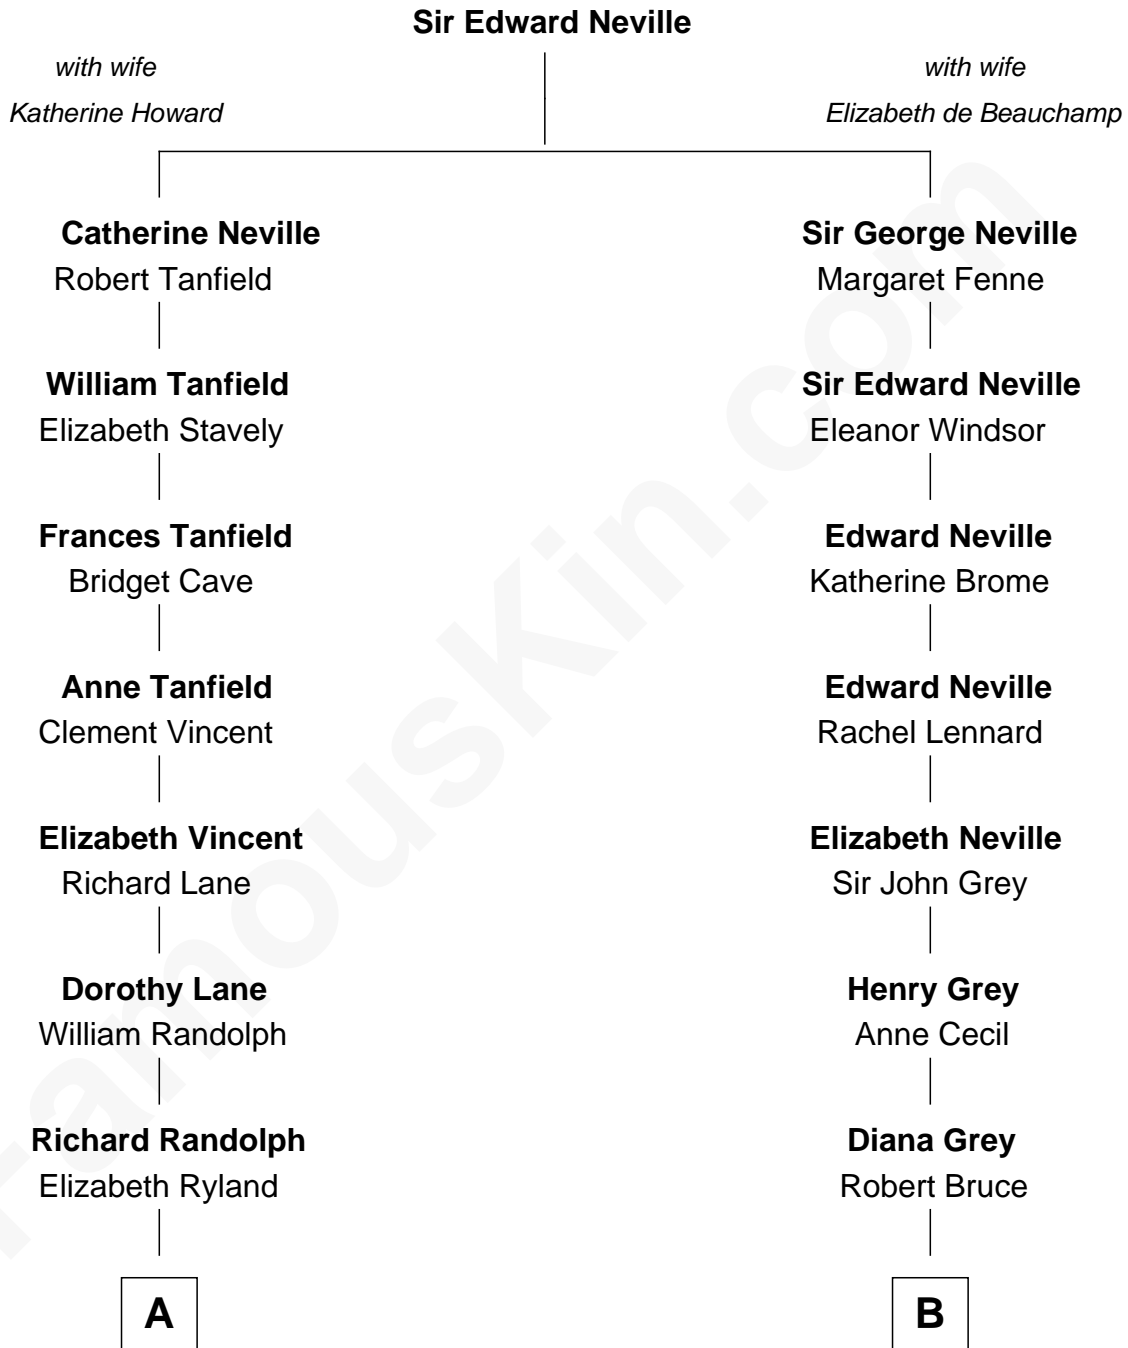 Sir Edward Neville
with wife
Katherine Howard
with wife
Elizabeth de Beauchamp
Catherine Neville
Robert Tanfield
Sir George Neville
Margaret Fenne
William Tanfield
Elizabeth Stavely
Sir Edward Neville
Eleanor Windsor
Frances Tanfield
Bridget Cave
Edward Neville
Katherine Brome
Anne Tanfield
Clement Vincent
Edward Neville
Rachel Lennard
Elizabeth Vincent
Richard Lane
Elizabeth Neville
Sir John Grey
Dorothy Lane
William Randolph
Henry Grey
Anne Cecil
Richard Randolph
Elizabeth Ryland
Diana Grey
Robert Bruce
A
B
FamousKin.com